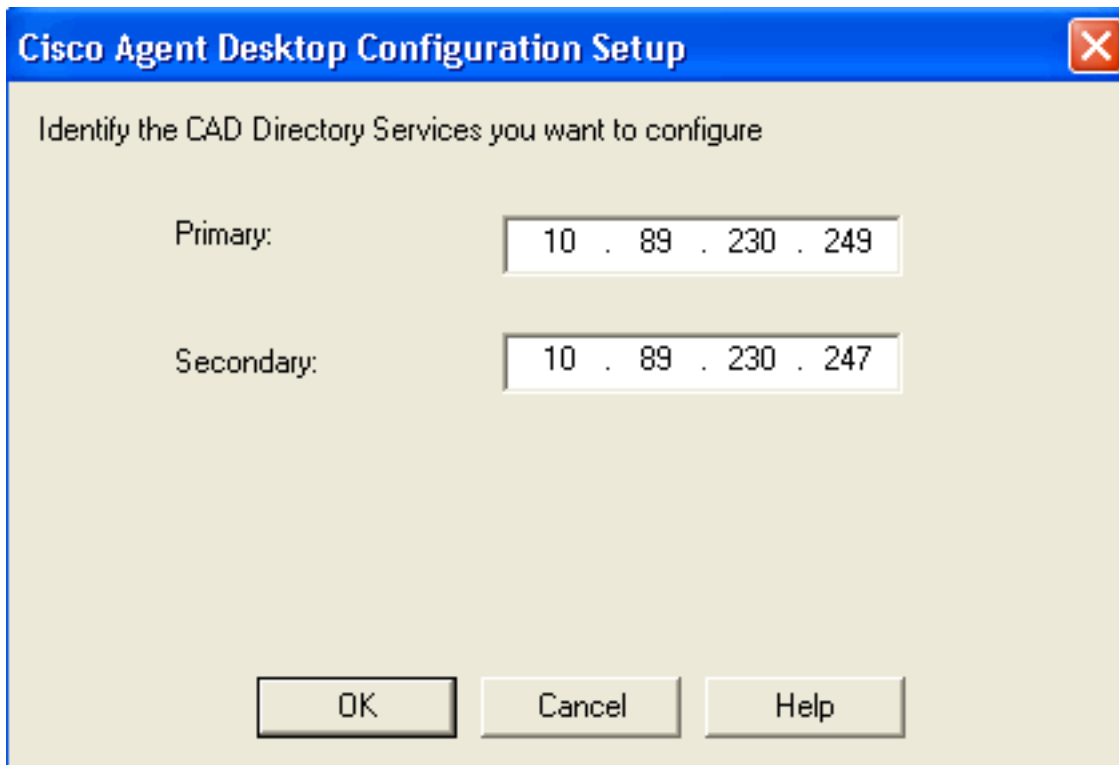 Cisco Agent Desktop Configuration Setup
Identify the CAD Directory Services you want to configure
Primary: 10 . 89 . 230 . 249
Secondary: 10 . 89 . 230 . 247
OK Cancel Help